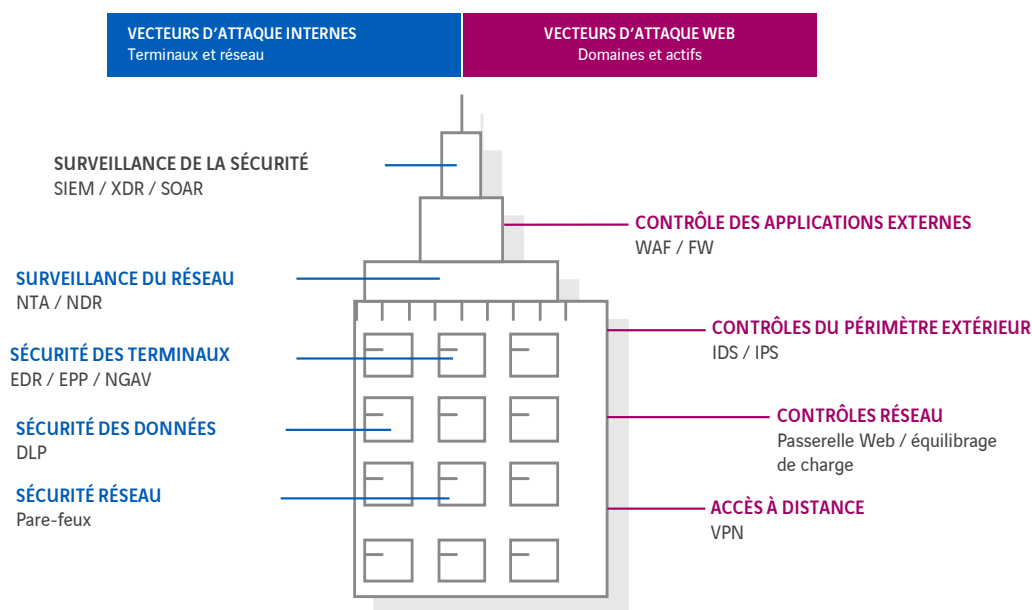 VECTEURS D'ATTAQUE INTERNES
Terminaux et réseau
VECTEURS D'ATTAQUE WEB
Domaines et actifs
SURVEILLANCE DE LA SÉCURITÉ
SIEM / XDR / SOAR
SURVEILLANCE DU RÉSEAU
NTA / NDR
SÉCURITÉ DES TERMINAUX
EDR / EPP / NGAV
SÉCURITÉ DES DONNÉES
DLP
SÉCURITÉ RÉSEAU
Pare-feux
CONTRÔLE DES APPLICATIONS EXTERNES
WAF / FW
CONTRÔLES DU PÉRIMÈTRE EXTÉRIEUR
IDS / IPS
CONTRÔLES RÉSEAU
Passerelle Web / équilibrage
de charge
ACCÈS À DISTANCE
VPN